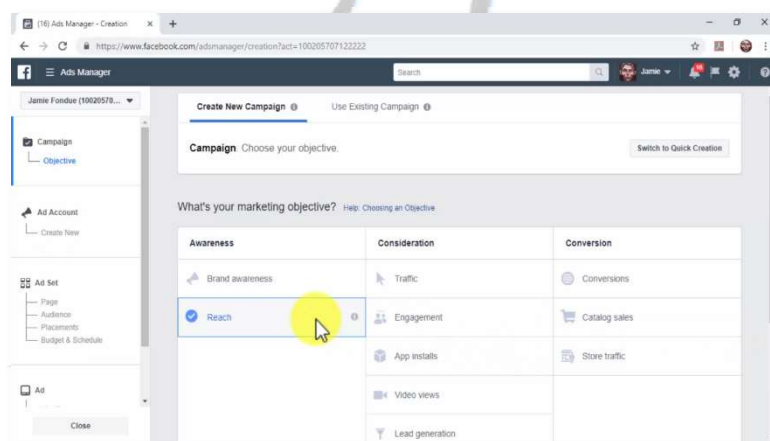 (16) Ads Manager - Creation
https://www.facebook.com/adsmanager/creation?act=100205707122222
Ads Manager
Search
Jamie
Jamie Fondue (10020570...
Create New Campaign
Use Existing Campaign
Campaign
Objective
Campaign Choose your objective.
Switch to Quick Creation
What's your marketing objective? Help: Choosing an Objective
Ad Account
Create New
Awareness
Consideration
Conversion
Brand awareness
Traffic
Conversions
Ad Set
Page
Audience
Placements
Budget & Schedule
Reach
Engagement
Catalog sales
App installs
Store traffic
Ad
Video views
Close
Lead generation